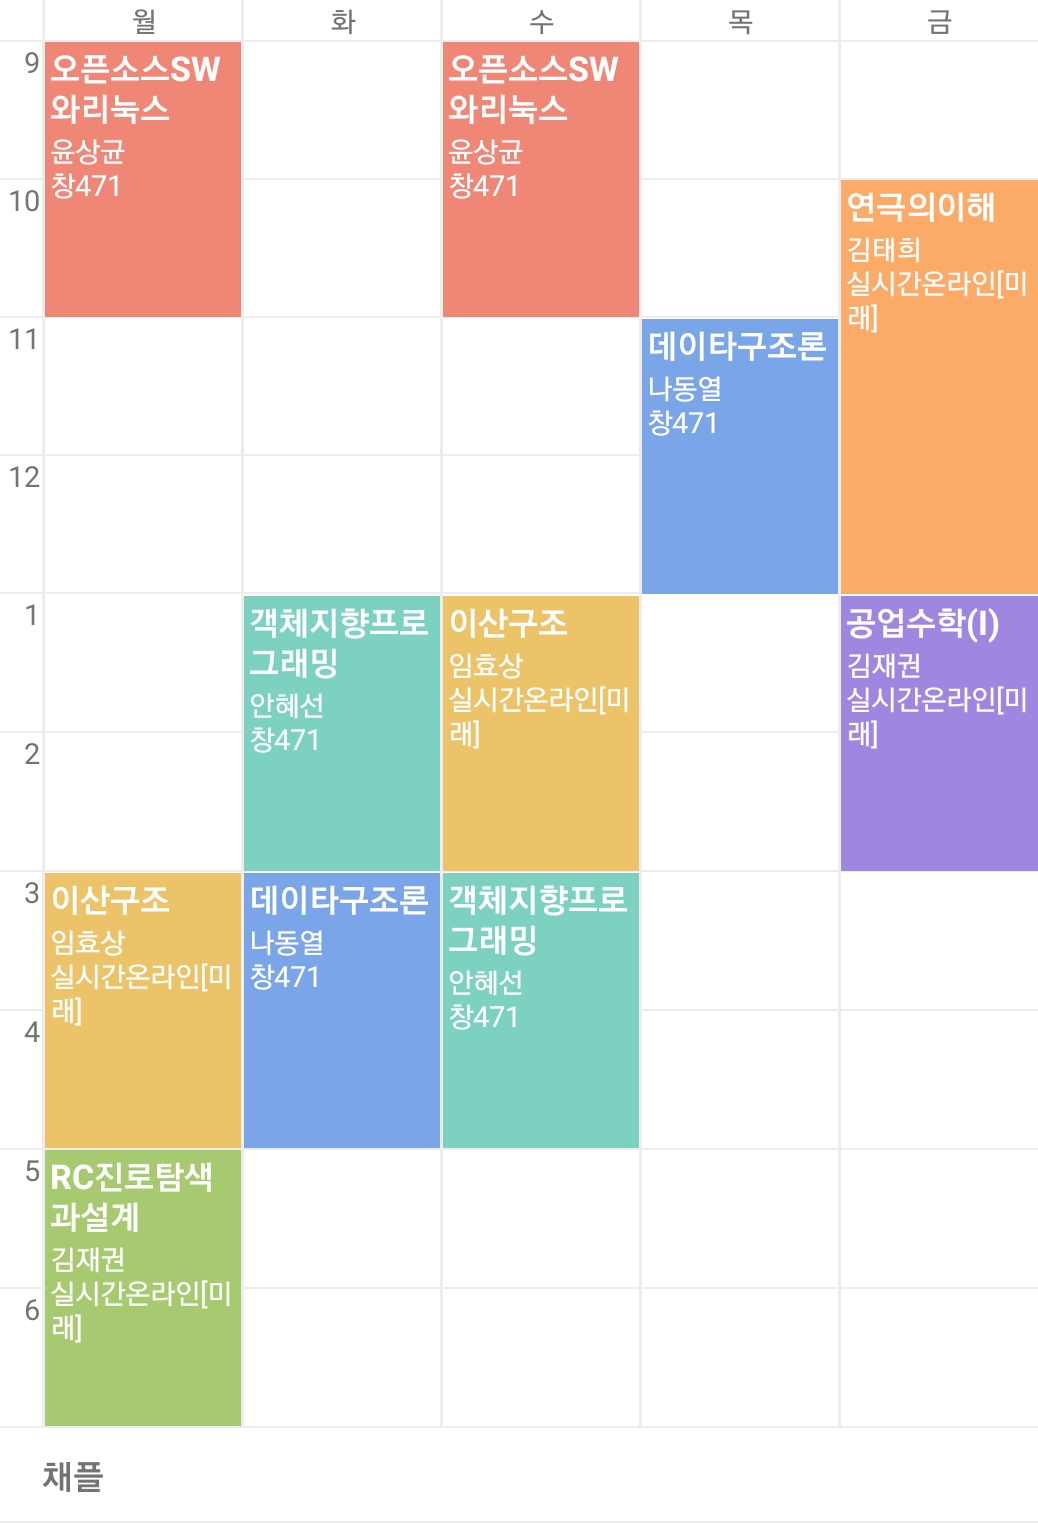 월 화 수 목 금
9
오픈소스SW
와리눅스
윤상균
창471
오픈소스SW
와리눅스
윤상균
창471
10
연극의이해
김태희
실시간온라인[미
래]
11
데이타구조론
나동열
창471
12
1
객체지향프로
그래밍
안혜선
창471
이산구조
임효상
실시간온라인[미
래]
공업수학(I)
김재권
실시간온라인[미
래]
2
3
이산구조
임효상
실시간온라인[미
래]
데이타구조론
나동열
창471
객체지향프로
그래밍
안혜선
창471
4
5
RC진로탐색
과설계
김재권
실시간온라인[미
래]
6
채플